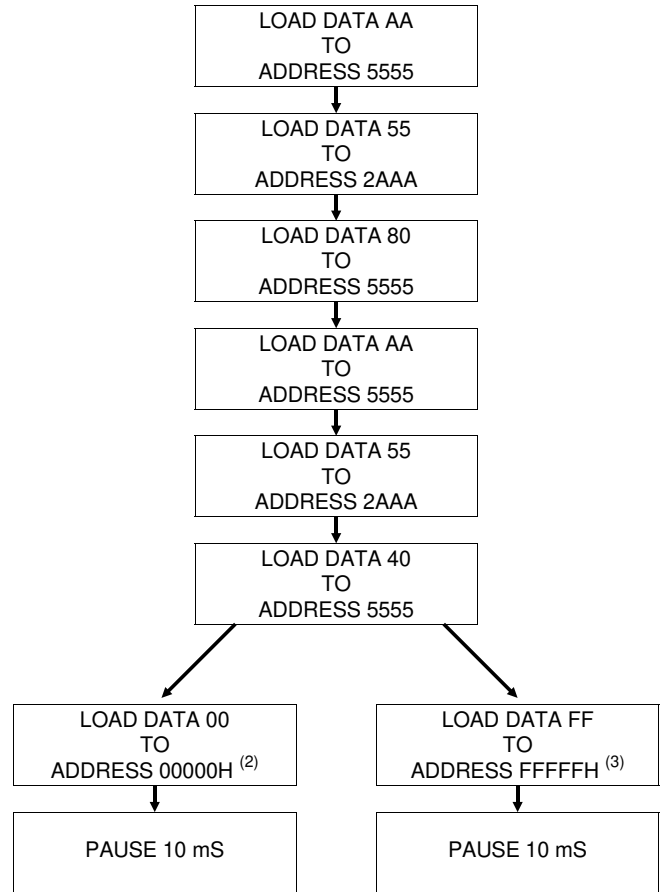 LOAD DATA AA
TO
ADDRESS 5555
LOAD DATA 55
TO
ADDRESS 2AAA
LOAD DATA 80
TO
ADDRESS 5555
LOAD DATA AA
TO
ADDRESS 5555
LOAD DATA 55
TO
ADDRESS 2AAA
LOAD DATA 40
TO
ADDRESS 5555
LOAD DATA 00
TO
ADDRESS 00000H (2)
PAUSE 10 mS
LOAD DATA FF
TO
ADDRESS FFFFFH (3)
PAUSE 10 mS